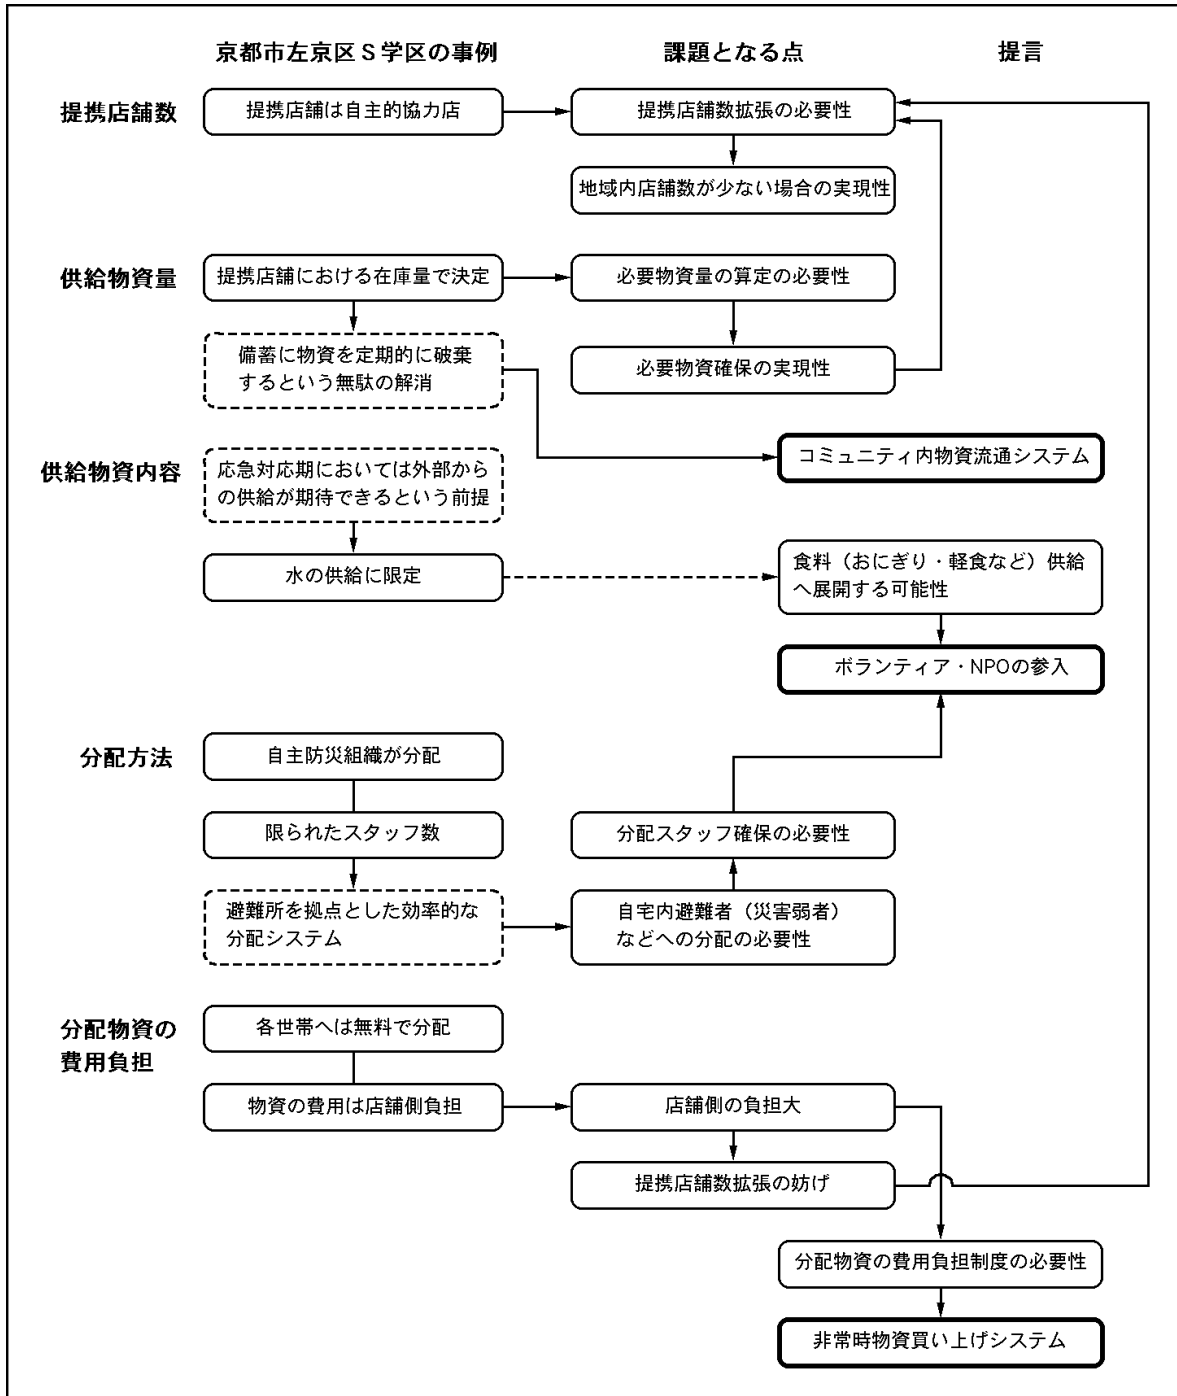 京都市左京区S学区の事例
課題となる点
提言
提携店舗数
提携店舗は自主的協力店
提携店舗数拡張の必要性
地域内店舗数が少ない場合の実現性
供給物資量
提携店舗における在庫量で決定
必要物資量の算定の必要性
備蓄に物資を定期的に破棄
するという無駄の解消
必要物資確保の実現性
コミュニティ内物資流通システム
供給物資内容
応急対応期においては外部から
の供給が期待できるという前提
水の供給に限定
食料（おにぎり・軽食など）供給
へ展開する可能性
ボランティア・NPOの参入
分配方法
自主防災組織が分配
限られたスタッフ数
分配スタッフ確保の必要性
避難所を拠点とした効率的な
分配システム
自宅内避難者（災害弱者）
などへの分配の必要性
分配物資の
費用負担
各世帯へは無料で分配
物資の費用は店舗側負担
店舗側の負担大
提携店舗数拡張の妨げ
分配物資の費用負担制度の必要性
非常時物資買い上げシステム